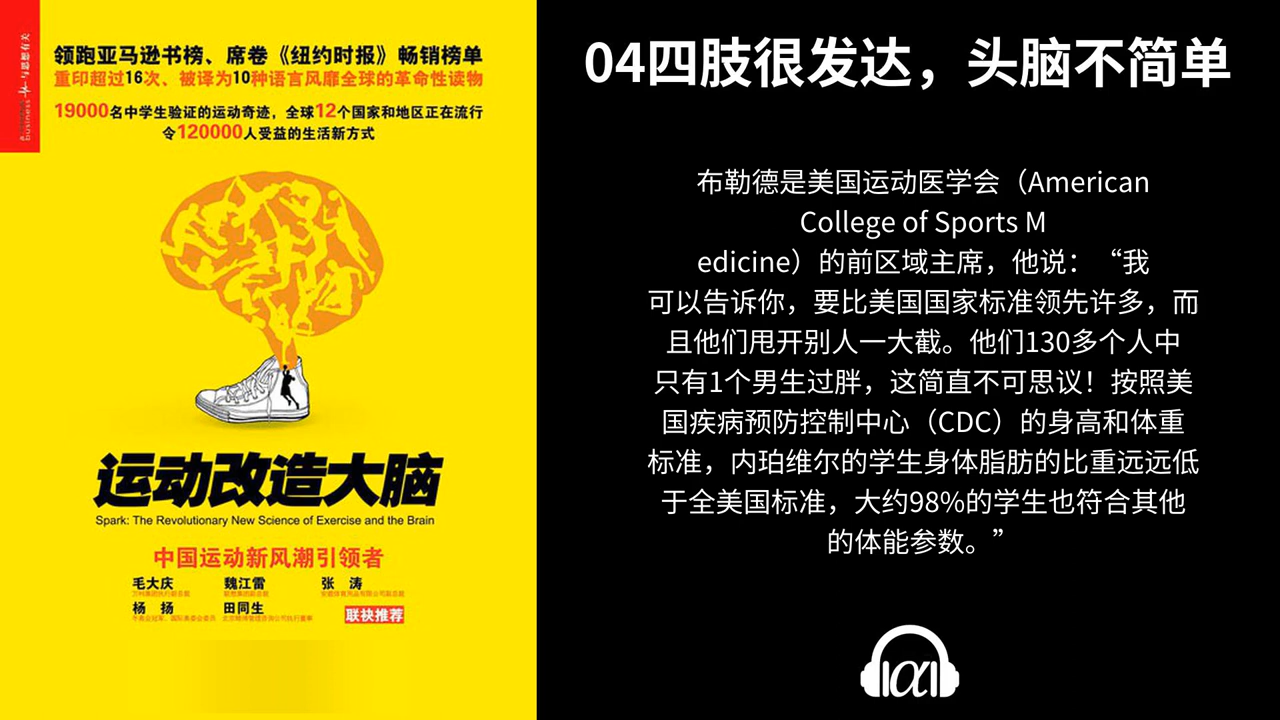 与思想有关
business
领跑亚马逊书榜、席卷《纽约时报》畅销榜单
重印超过16次、被译为10种语言风靡全球的革命性读物
19000名中学生验证的运动奇迹，全球12个国家和地区正在流行
令120000人受益的生活新方式
运动改造大脑
Spark: The Revolutionary New Science of Exercise and the Brain
中国运动新风潮引领者
毛大庆 魏江雷 张 涛
杨 扬 田同生 联袂推荐
04四肢很发达，头脑不简单
布勒德是美国运动医学会（American
College of Sports M
edicine）的前区域主席，他说：“我
可以告诉你，要比美国国家标准领先许多，而
且他们甩开别人一大截。他们130多个人中
只有1个男生过胖，这简直不可思议！按照美
国疾病预防控制中心（CDC）的身高和体重
标准，内珀维尔的学生身体脂肪的比重远远低
于全美国标准，大约98%的学生也符合其他
的体能参数。”